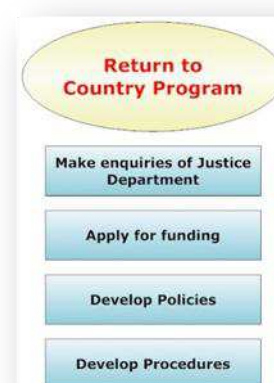 Return to
Country Program
Make enquiries of Justice
Department
Apply for funding
Develop Policies
Develop Procedures